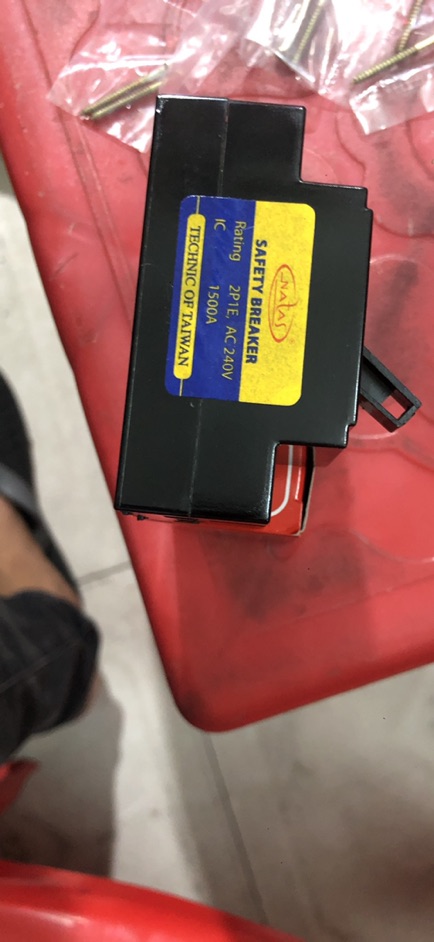 NATAS
SAFETY BREAKER
Rating 2P1E, AC 240V
IC 1500A
TECHNIC OF TAIWAN